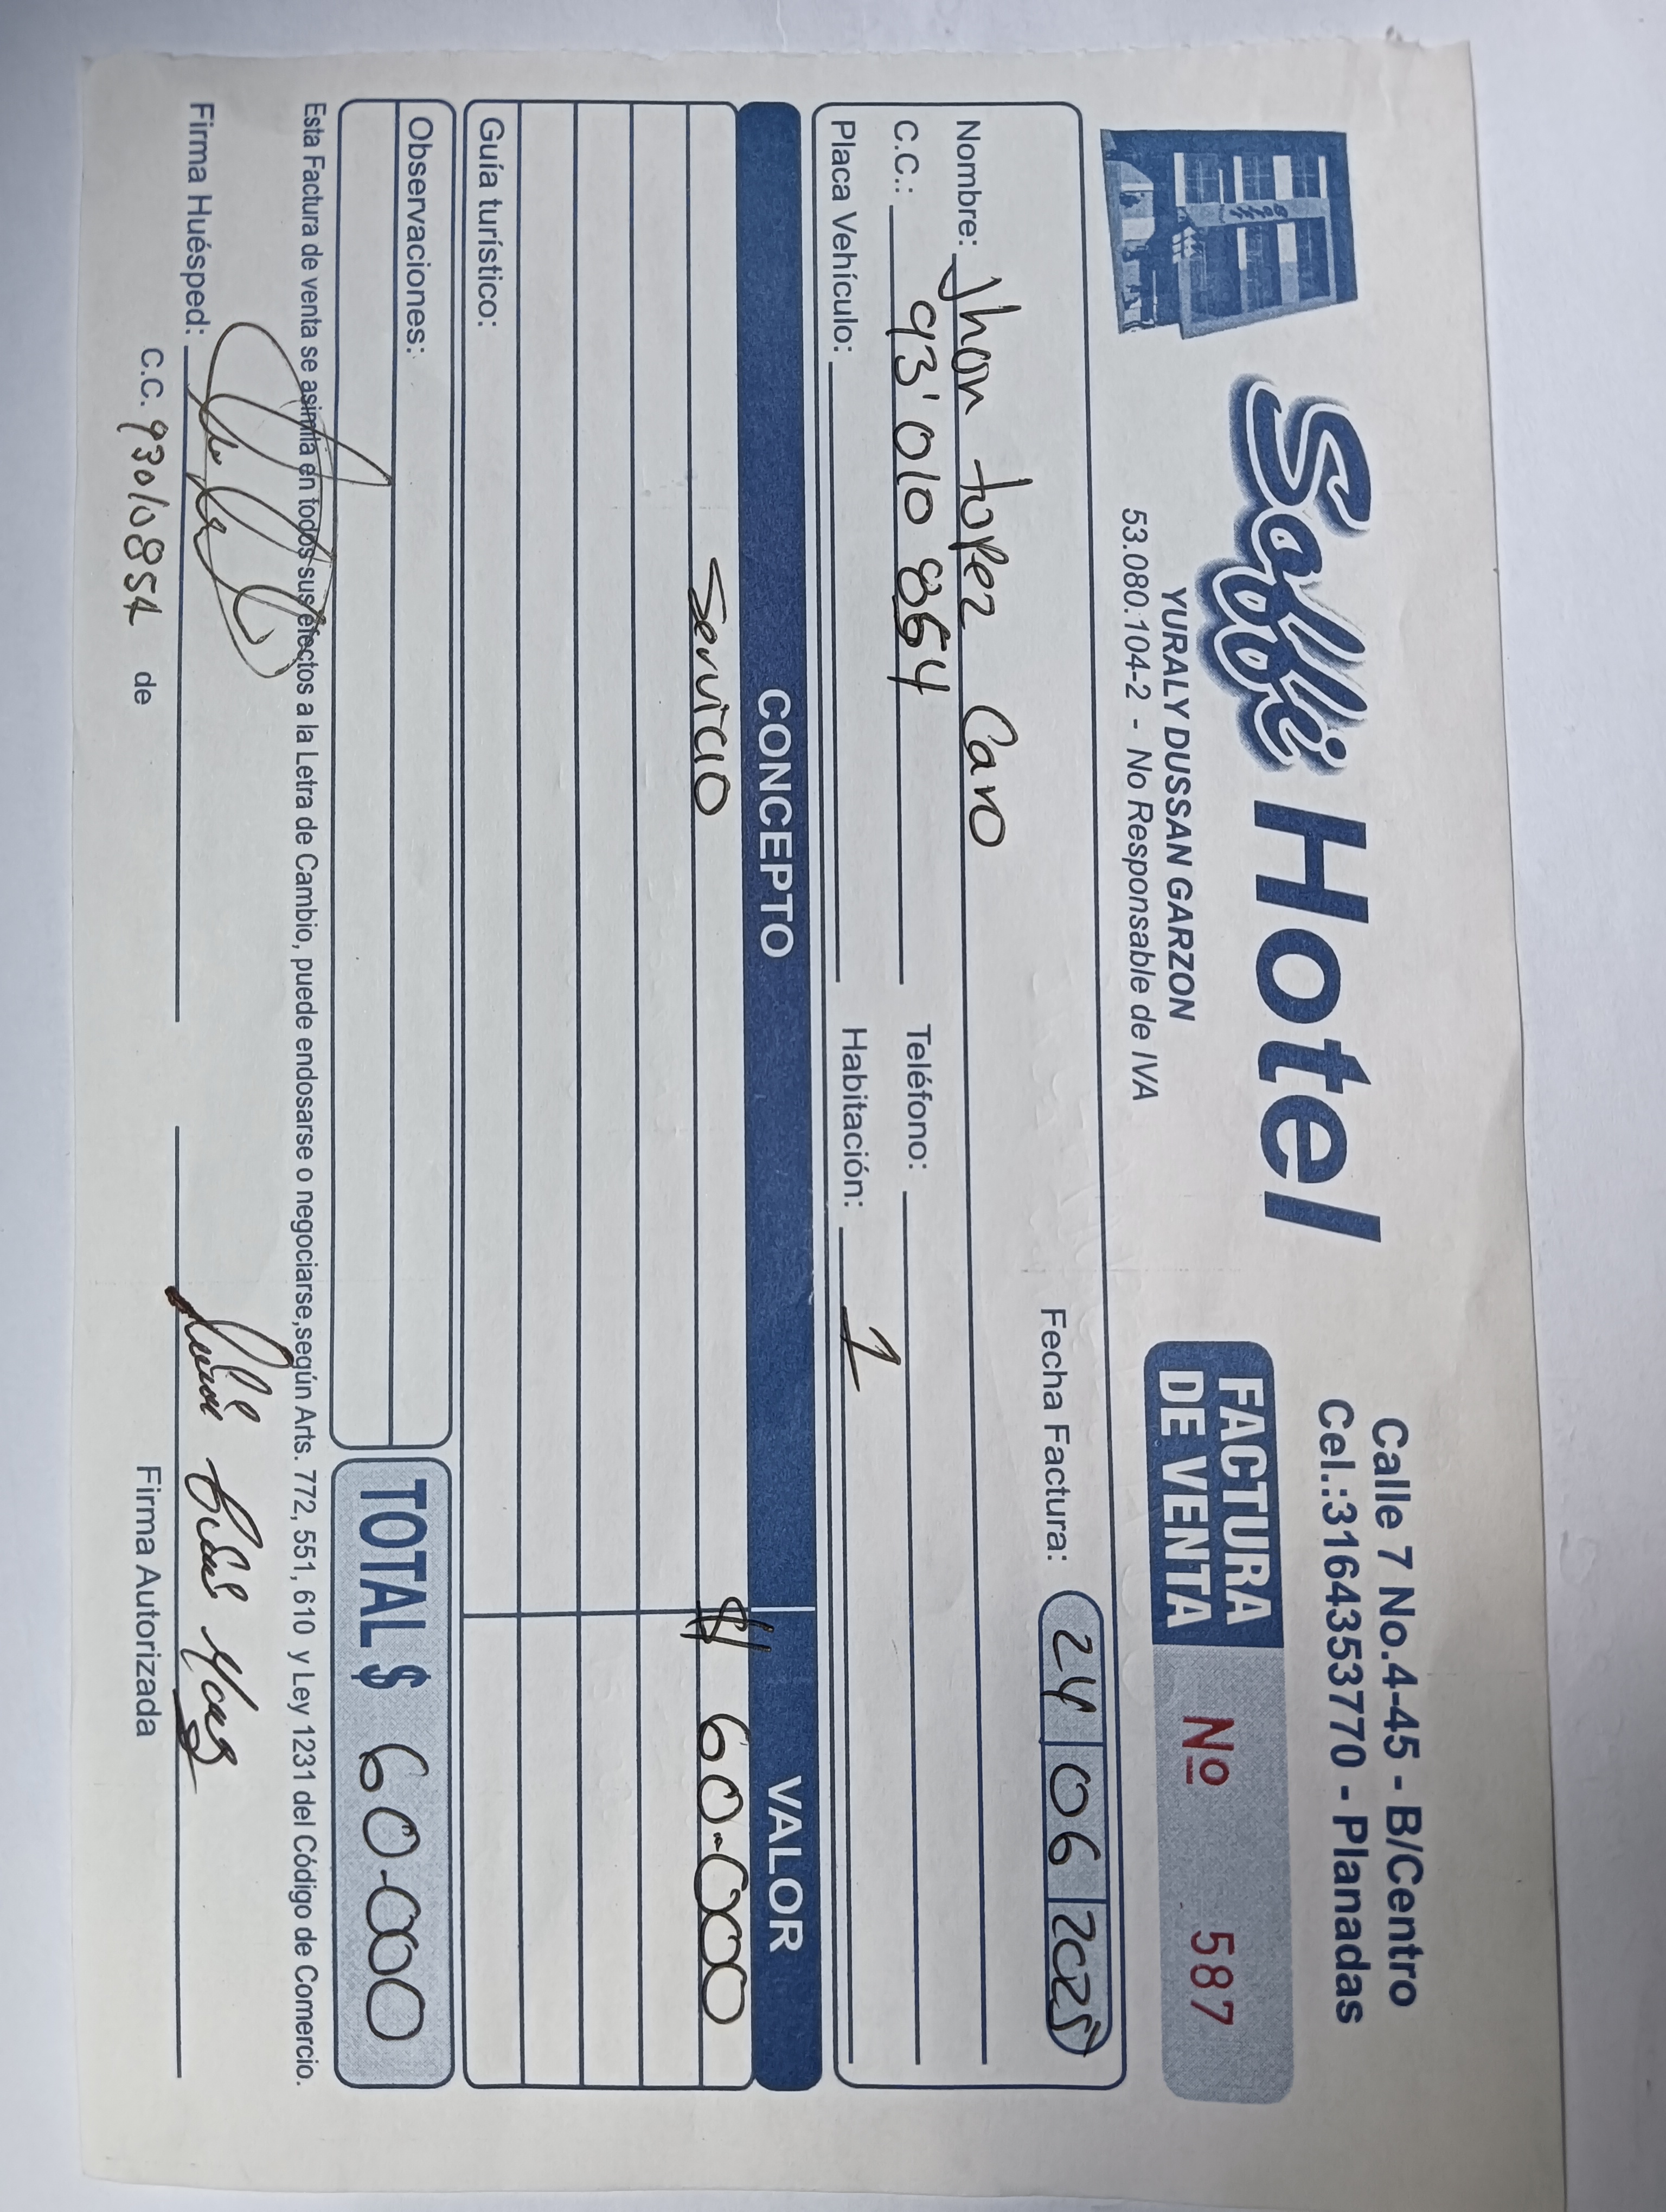 Soffi Hotel
YURALY DUSSAN GARZON
53.080.104-2 - No Responsable de IVA
Calle 7 No.4-45 - B/Centro
Cel.:3164353770 - Planadas
FACTURA DE VENTA Nº 587
Fecha Factura: 24 06 2025
Nombre: Jhon Lopez Caro
C.C.: 93'010 854 Teléfono:
Placa Vehículo: Habitación: 1
CONCEPTO VALOR
Servicio $ 60.000
Guía turístico:
Observaciones:
TOTAL $ 60.000
Esta Factura de venta se asimila en todos sus efectos a la Letra de Cambio, puede endosarse o negociarse,según Arts. 772, 551, 610 y Ley 1231 del Código de Comercio.
Firma Huésped:
C.C. 93010854 de
Firma Autorizada